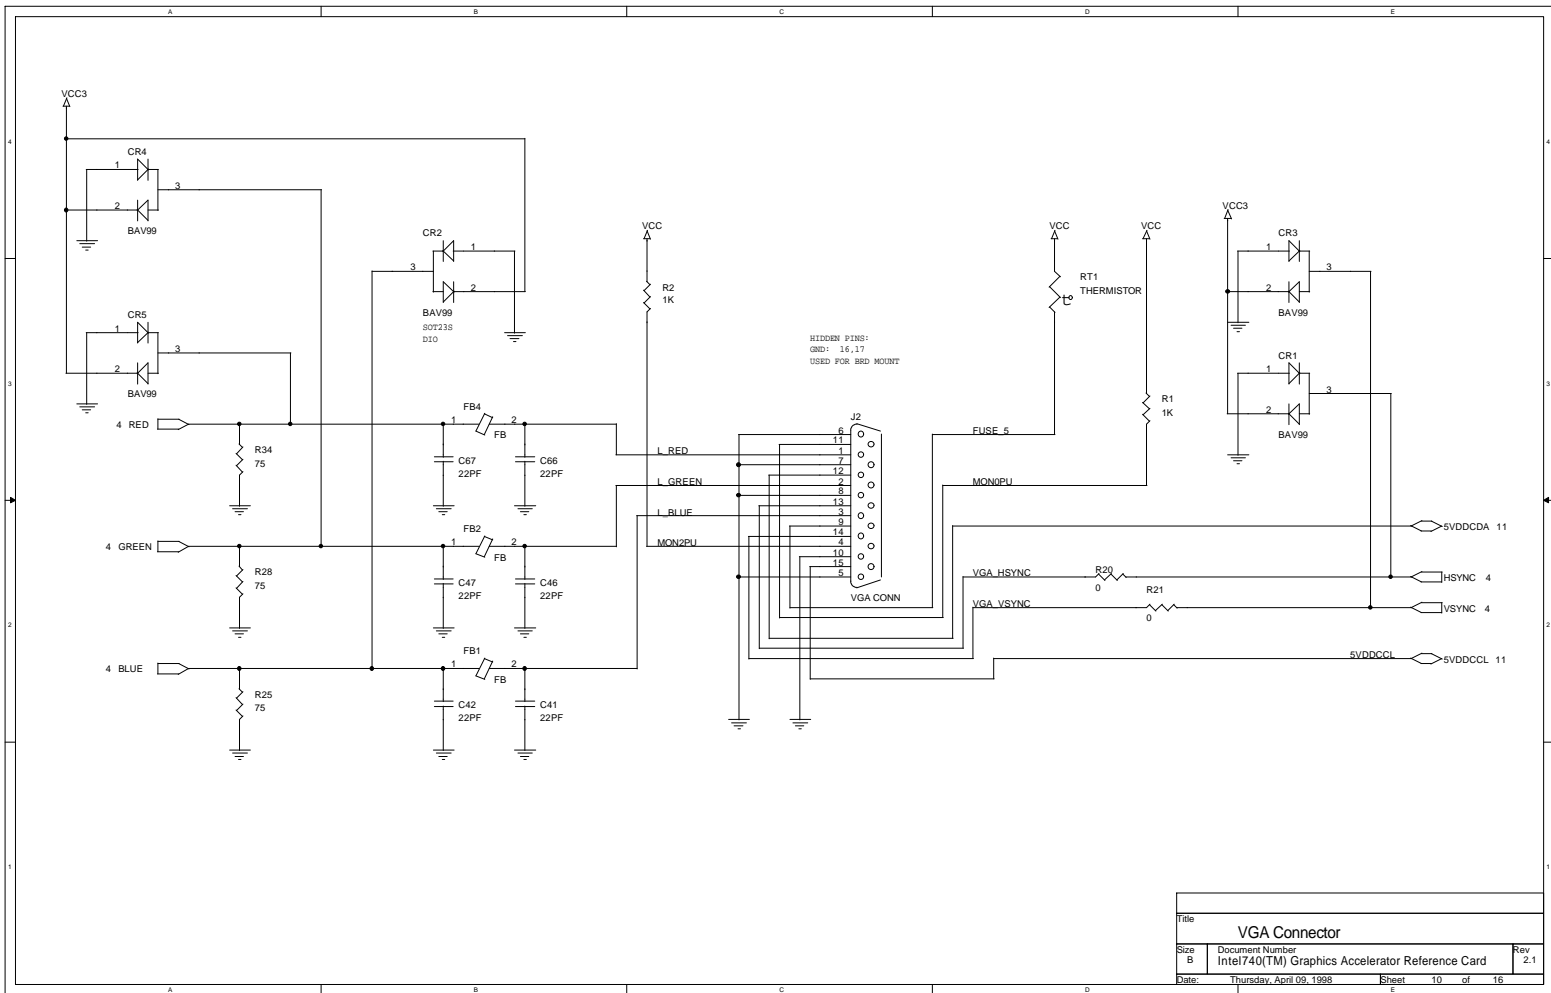 A B C D E
4 4
3 3
2 2
1 1
VCC3
CR4
1
3
2
BAV99
CR5
1
3
2
BAV99
CR2
1
3
2
BAV99
SOT23S
DIO
VCC
R2
1K
HIDDEN PINS:
GND: 16,17
USED FOR BRD MOUNT
VCC
RT1
THERMISTOR
t°
VCC
R1
1K
VCC3
CR3
1
3
2
BAV99
CR1
1
3
2
BAV99
4 RED
R34
75
1 FB4 2
FB
C67
22PF
C66
22PF
4 GREEN
R28
75
1 FB2 2
FB
C47
22PF
C46
22PF
4 BLUE
R25
75
1 FB1 2
FB
C42
22PF
C41
22PF
L_RED
L_GREEN
L_BLUE
MON2PU
J2
6
11
1
7
12
2
8
13
3
9
14
4
10
15
5
VGA CONN
FUSE_5
MON0PU
VGA_HSYNC
VGA_VSYNC
R20
0
R21
0
5VDDCCL
5VDDCDA 11
HSYNC 4
VSYNC 4
5VDDCCL 11
Title
VGA Connector
Size
B
Document Number
Intel740(TM) Graphics Accelerator Reference Card
Rev
2.1
Date: Thursday, April 09, 1998 Sheet 10 of 16
A B C D E